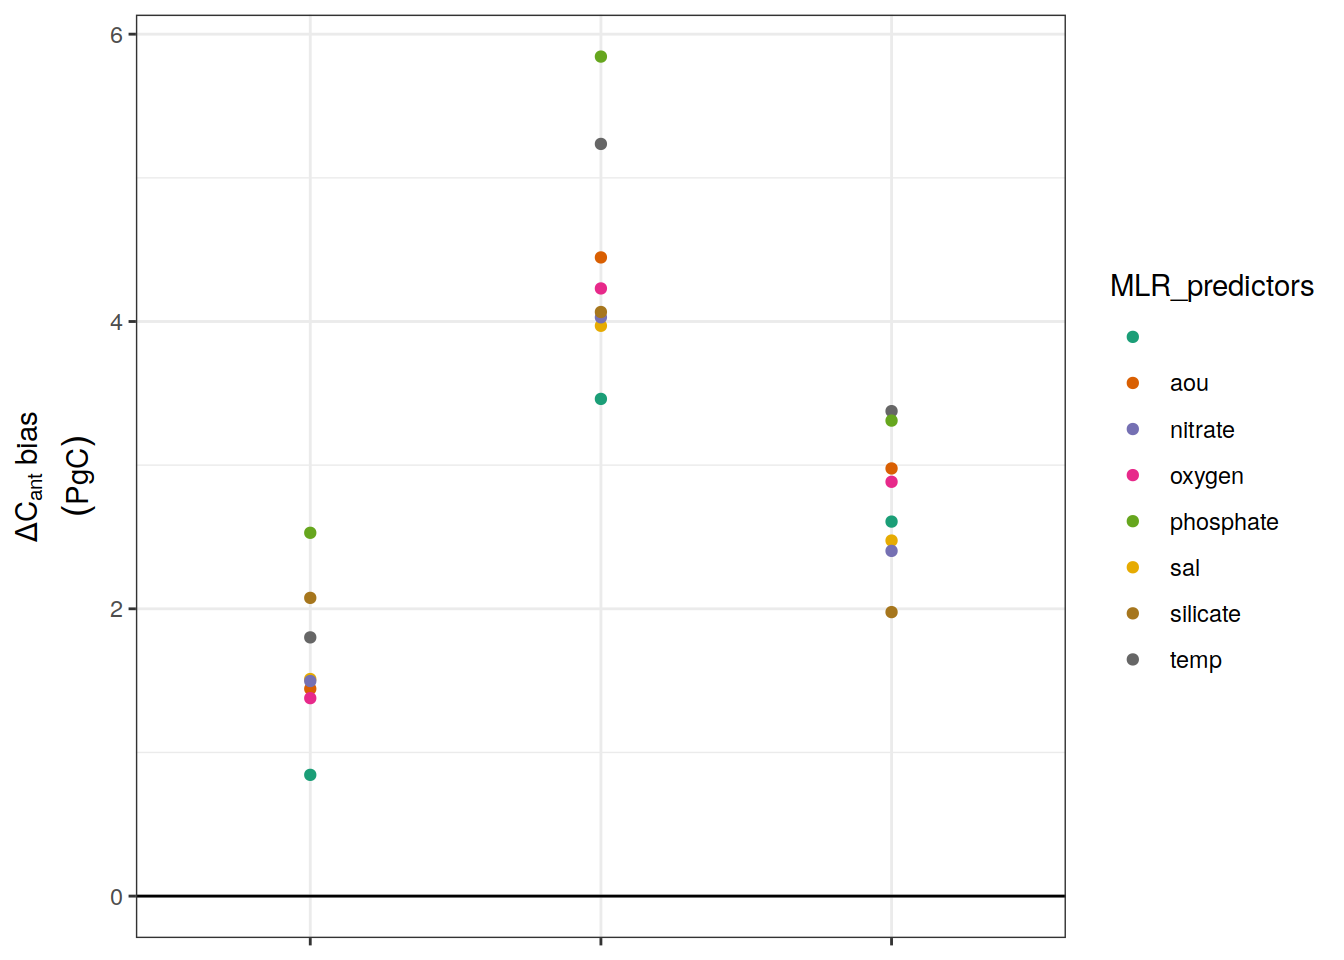 6
4
2
0
ΔCant bias
(PgC)
MLR_predictors
aou
nitrate
oxygen
phosphate
sal
silicate
temp